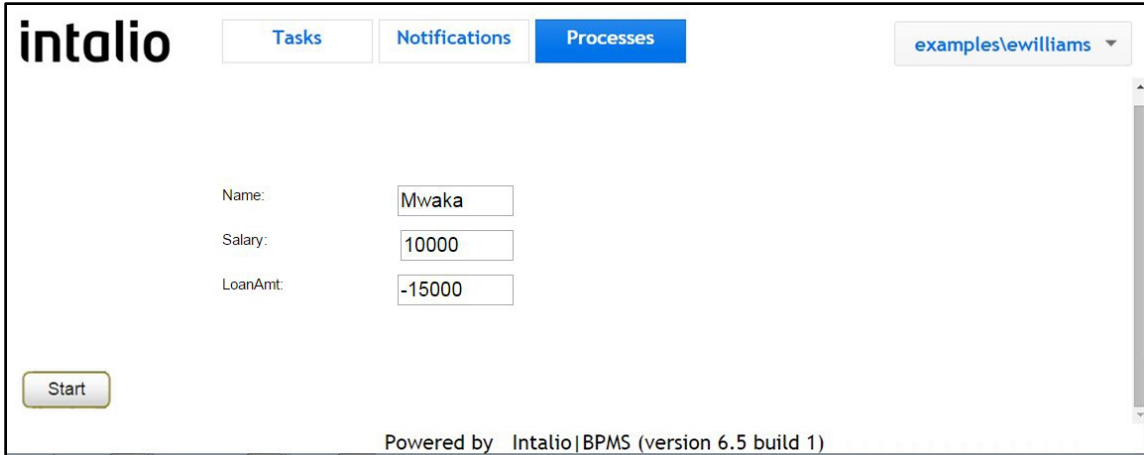 intalio
Tasks Notifications Processes examples\ewilliams
Name: Mwaka
Salary: 10000
LoanAmt: -15000
Start
Powered by Intalio|BPMS (version 6.5 build 1)